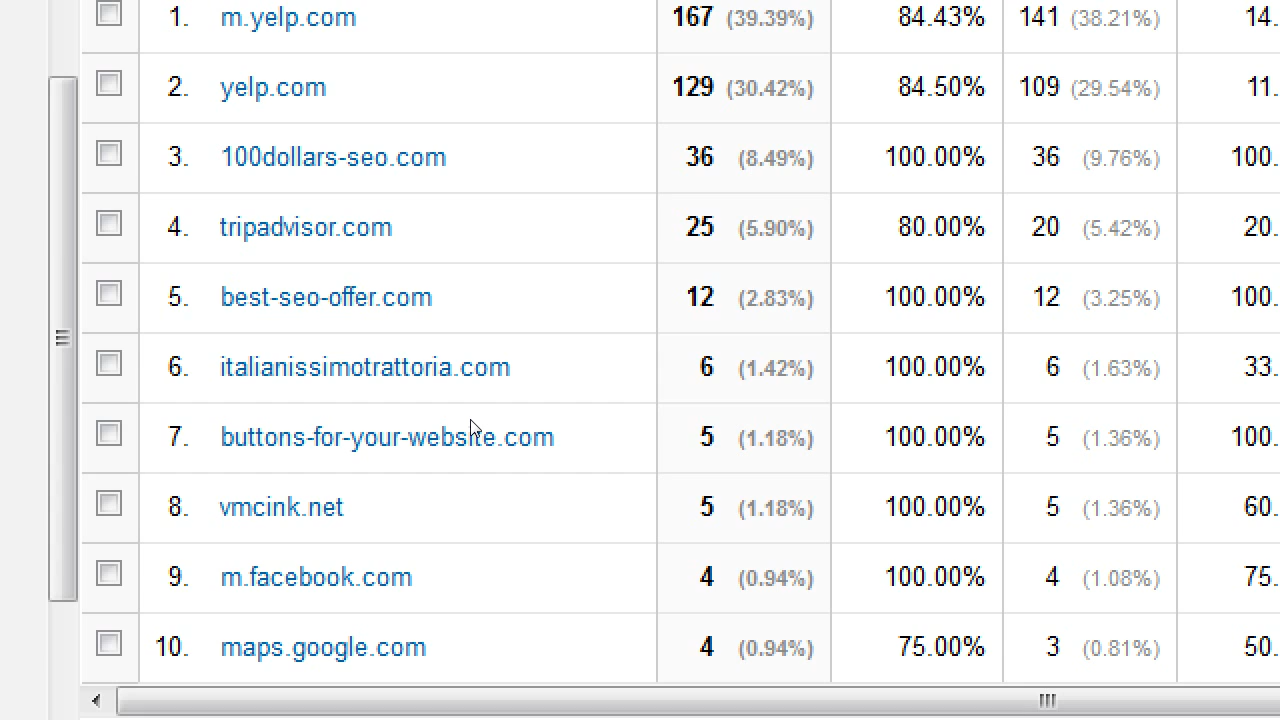 1. m.yelp.com 167 (39.39%) 84.43% 141 (38.21%) 14.
2. yelp.com 129 (30.42%) 84.50% 109 (29.54%) 11.
3. 100dollars-seo.com 36 (8.49%) 100.00% 36 (9.76%) 100.
4. tripadvisor.com 25 (5.90%) 80.00% 20 (5.42%) 20.
5. best-seo-offer.com 12 (2.83%) 100.00% 12 (3.25%) 100.
6. italianissimotrattoria.com 6 (1.42%) 100.00% 6 (1.63%) 33.
7. buttons-for-your-website.com 5 (1.18%) 100.00% 5 (1.36%) 100.
8. vmcink.net 5 (1.18%) 100.00% 5 (1.36%) 60.
9. m.facebook.com 4 (0.94%) 100.00% 4 (1.08%) 75.
10. maps.google.com 4 (0.94%) 75.00% 3 (0.81%) 50.